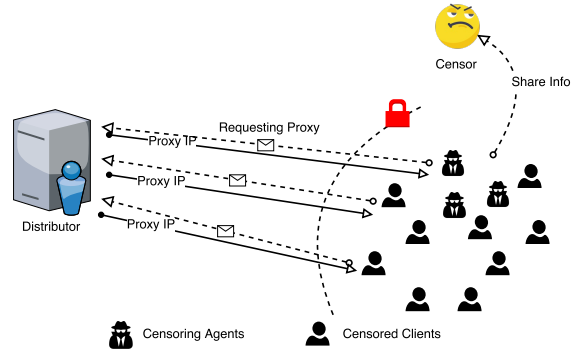 Censor
Share Info
Requesting Proxy
Proxy IP
Proxy IP
Proxy IP
Distributor
Censoring Agents
Censored Clients